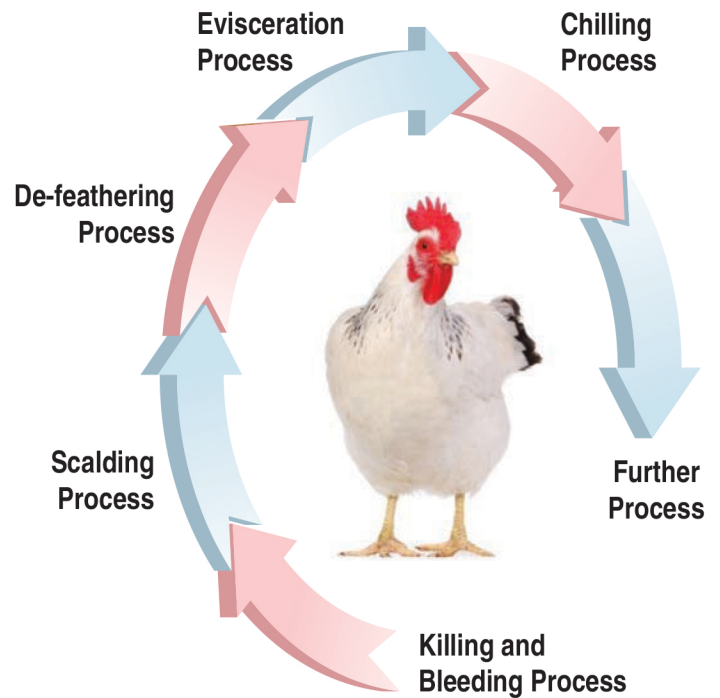 Evisceration
Process
Chilling
Process
De-feathering
Process
Scalding
Process
Further
Process
Killing and
Bleeding Process